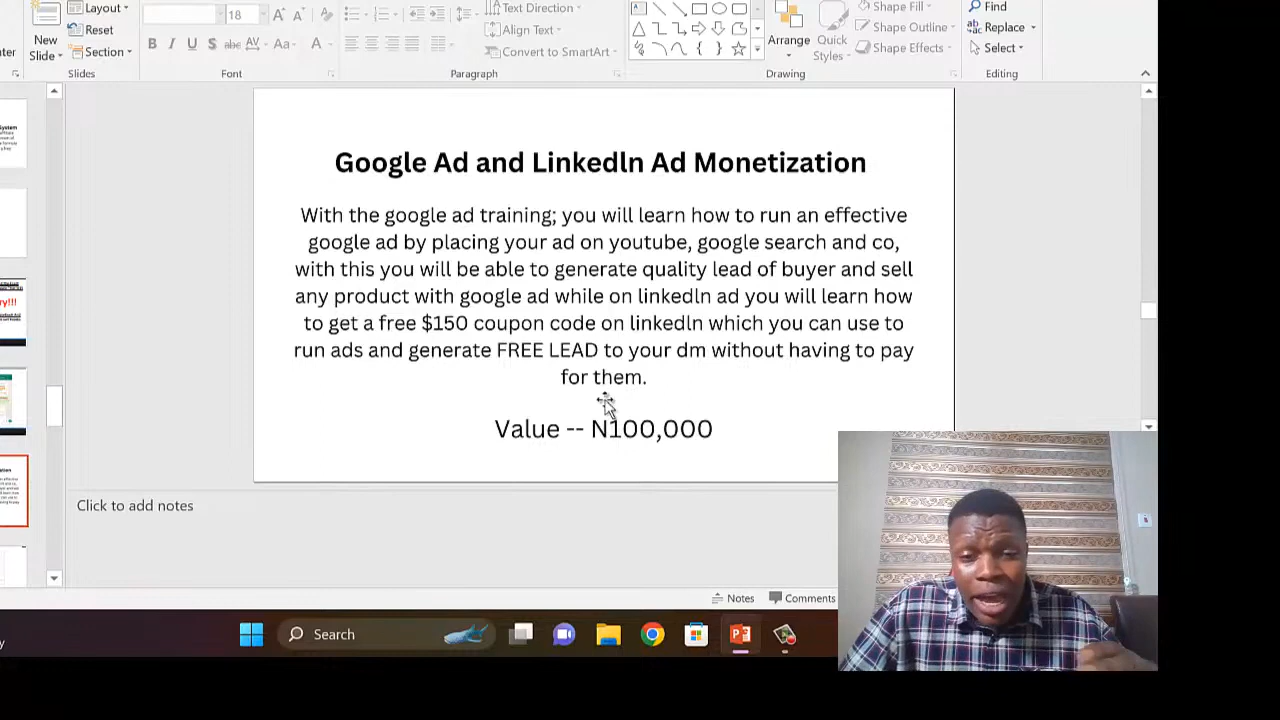 18
Text Direction
Layout
Reset
New
Slide
Section
Align Text
Convert to SmartArt
B I U S abc AV Aa A
Arrange
Quick
Styles
Shape Fill
Shape Outline
Shape Effects
Find
Replace
Select
Slides
Font
Paragraph
Drawing
Editing
Google Ad and Linkedln Ad Monetization
With the google ad training; you will learn how to run an effective
google ad by placing your ad on youtube, google search and co,
with this you will be able to generate quality lead of buyer and sell
any product with google ad while on linkedln ad you will learn how
to get a free $150 coupon code on linkedln which you can use to
run ads and generate FREE LEAD to your dm without having to pay
for them.
Value -- N100,000
Click to add notes
Notes
Comments
Search